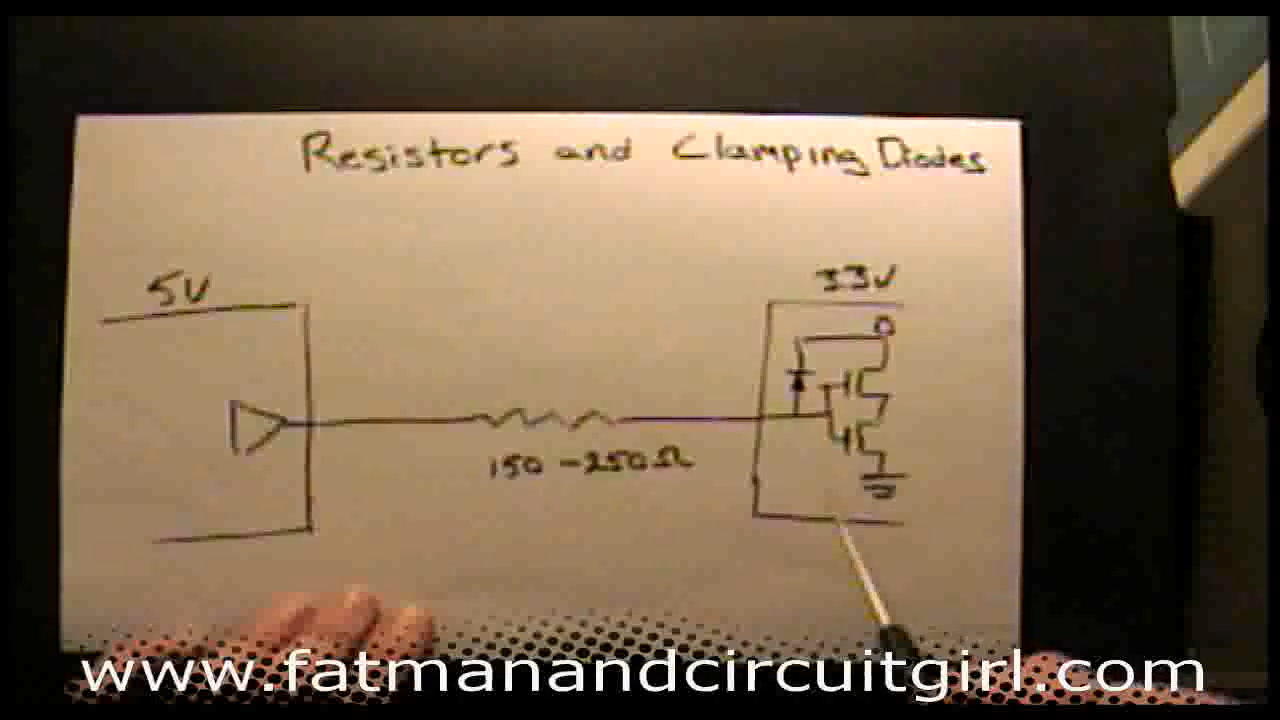 Resistors and Clamping Diodes
5V
3.3V
150-250Ω
www.fatmanandcircuitgirl.com